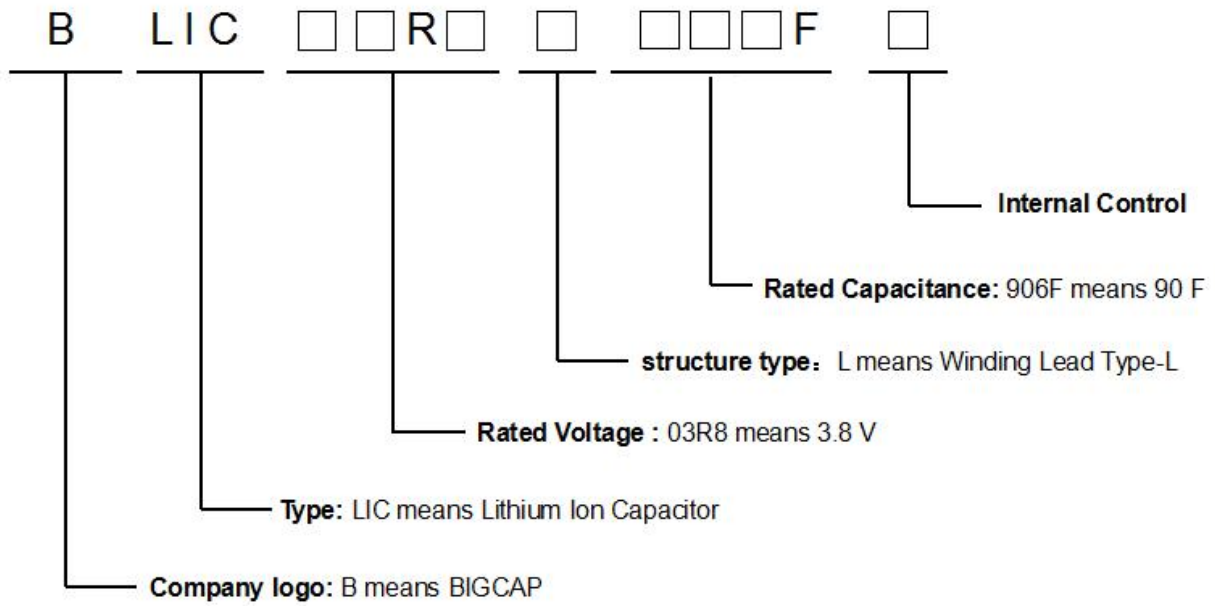 B LIC □□R□ □ □□□F □
Internal Control
Rated Capacitance: 906F means 90 F
structure type：L means Winding Lead Type-L
Rated Voltage : 03R8 means 3.8 V
Type: LIC means Lithium Ion Capacitor
Company logo: B means BIGCAP